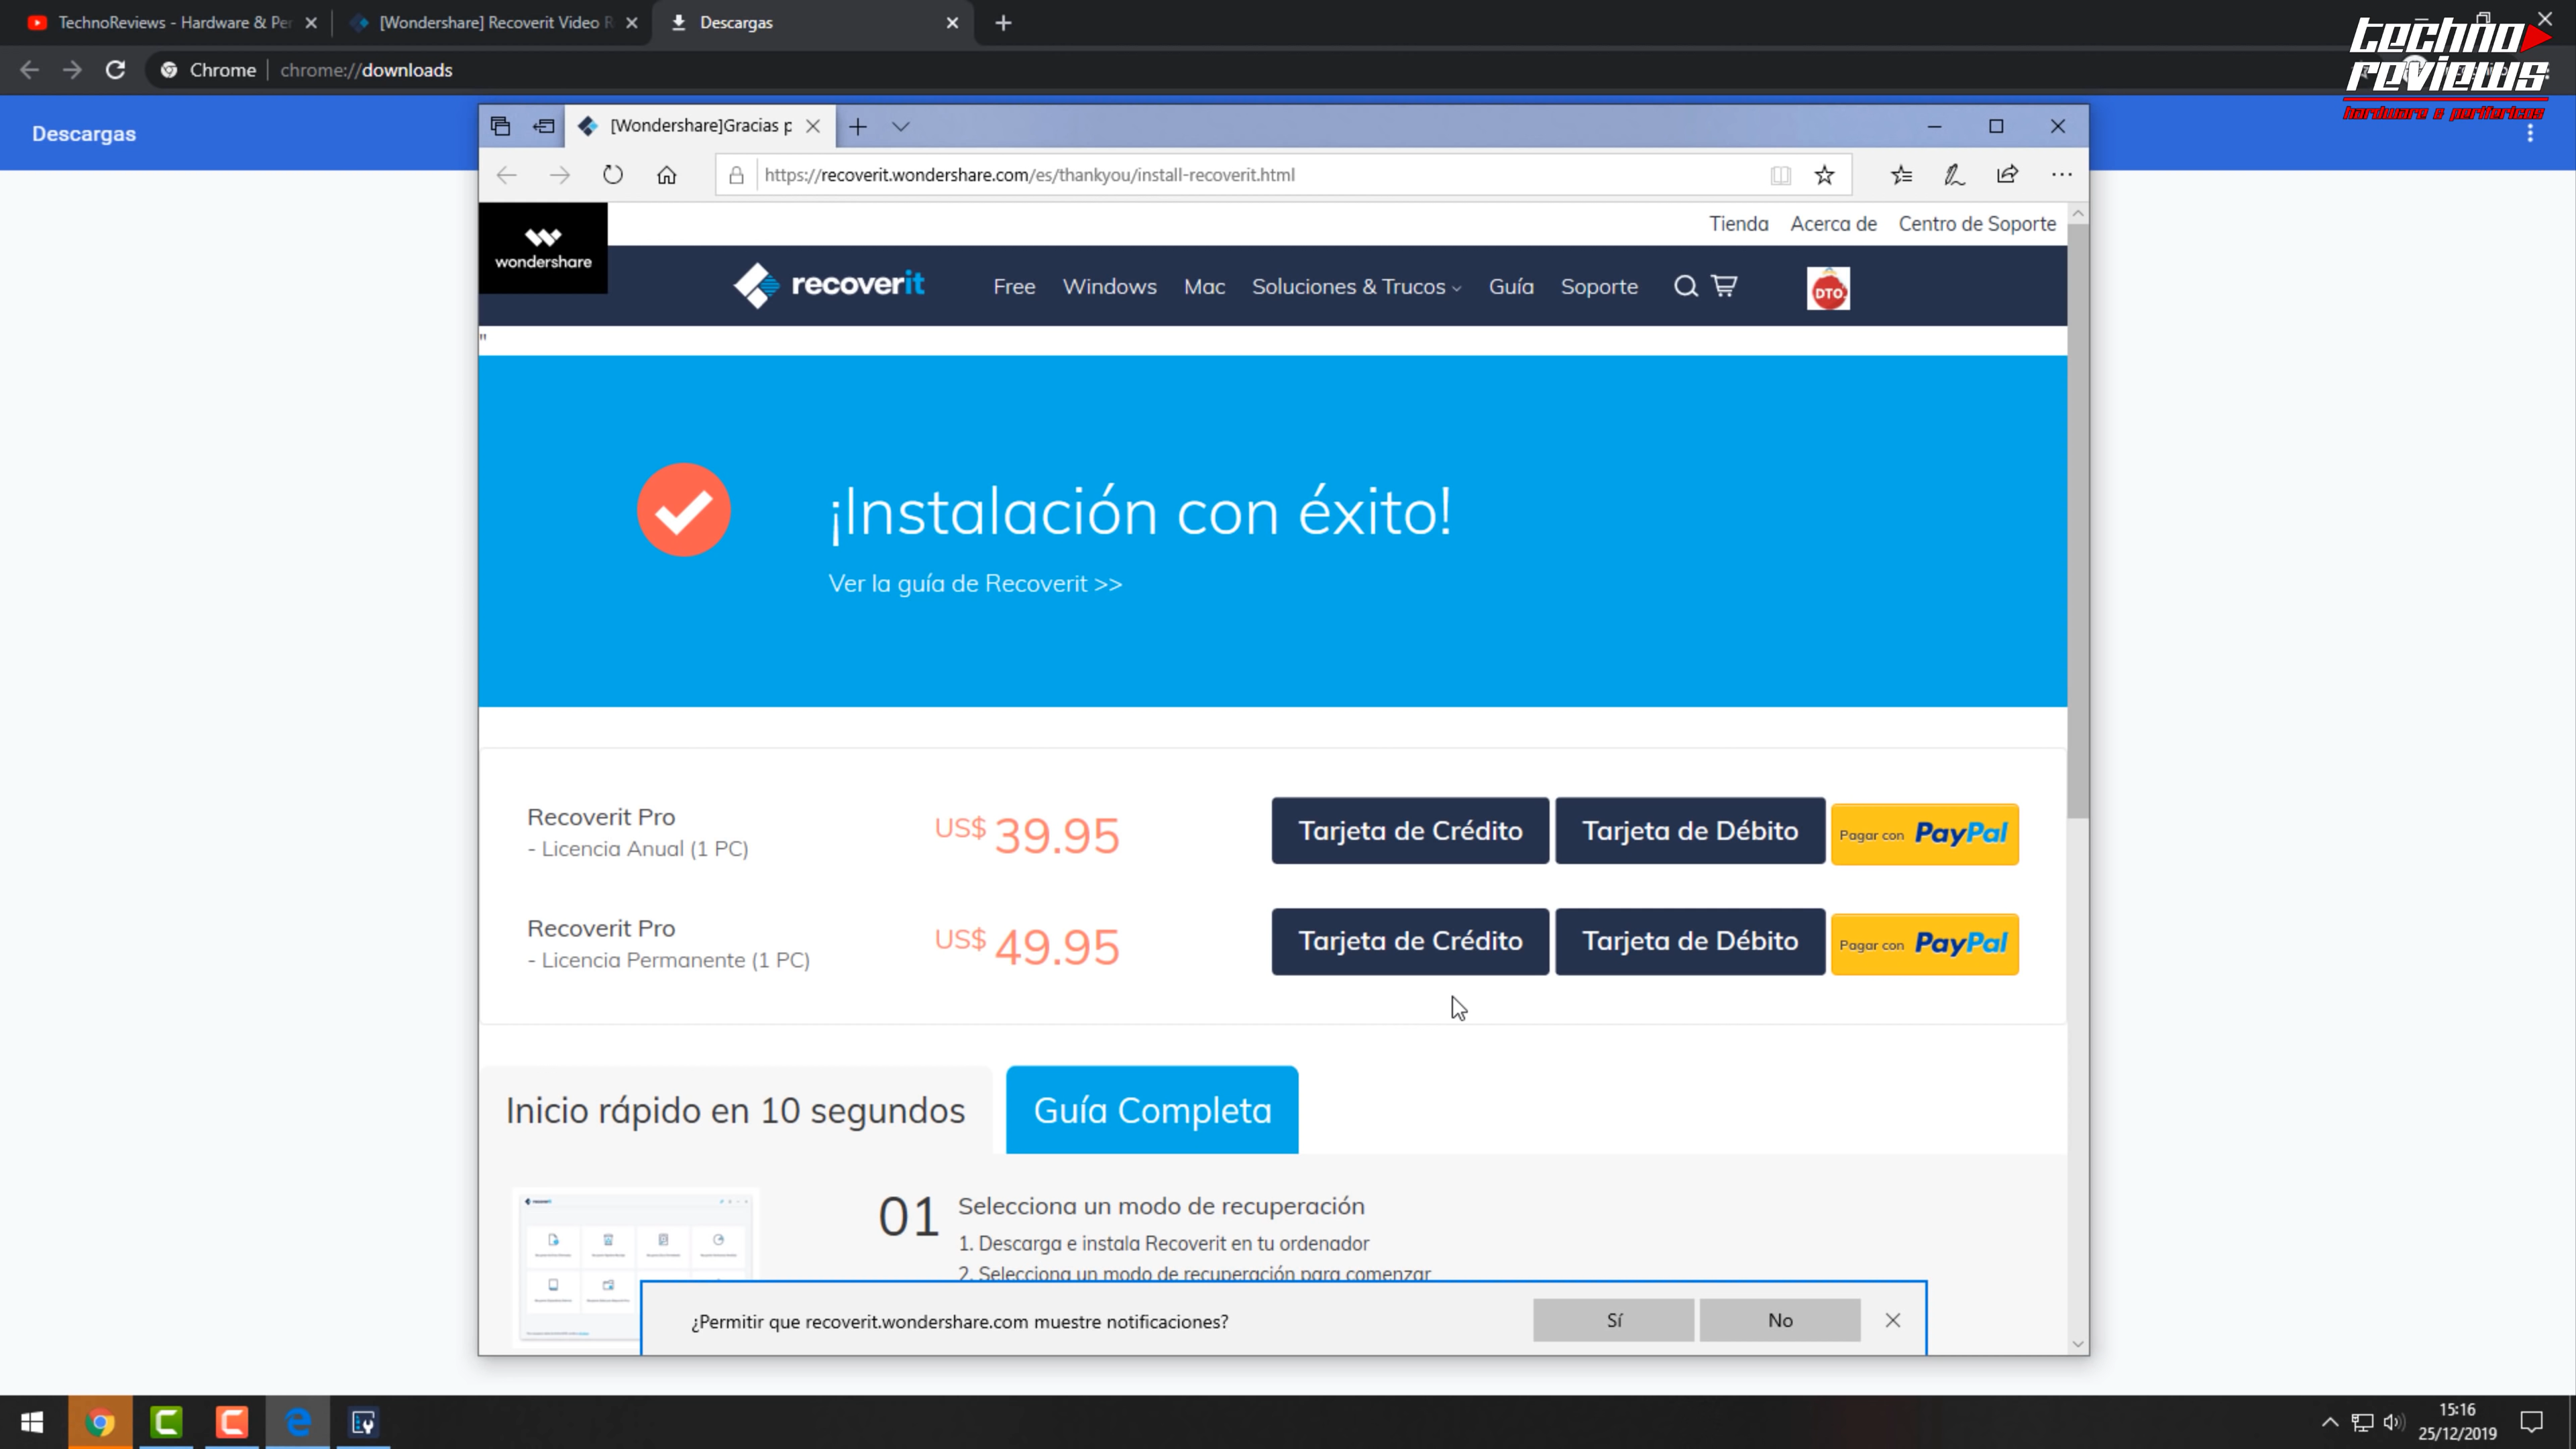 TechnoReviews - Hardware & Per
[Wondershare] Recoverit Video R
Descargas
techno
reviews
hardware & perifericos
Chrome chrome://downloads
Descargas
[Wondershare]Gracias p
https://recoverit.wondershare.com/es/thankyou/install-recoverit.html
Tienda Acerca de Centro de Soporte
wondershare
recoverit Free Windows Mac Soluciones & Trucos Guía Soporte DTO
"
¡Instalación con éxito!
Ver la guía de Recoverit >>
Recoverit Pro
- Licencia Anual (1 PC)
US$ 39.95
Tarjeta de Crédito Tarjeta de Débito Pagar con PayPal
Recoverit Pro
- Licencia Permanente (1 PC)
US$ 49.95
Tarjeta de Crédito Tarjeta de Débito Pagar con PayPal
Inicio rápido en 10 segundos Guía Completa
recoverit
01 Selecciona un modo de recuperación
1. Descarga e instala Recoverit en tu ordenador
2. Selecciona un modo de recuperación para comenzar
¿Permitir que recoverit.wondershare.com muestre notificaciones? Sí No
15:16
25/12/2019